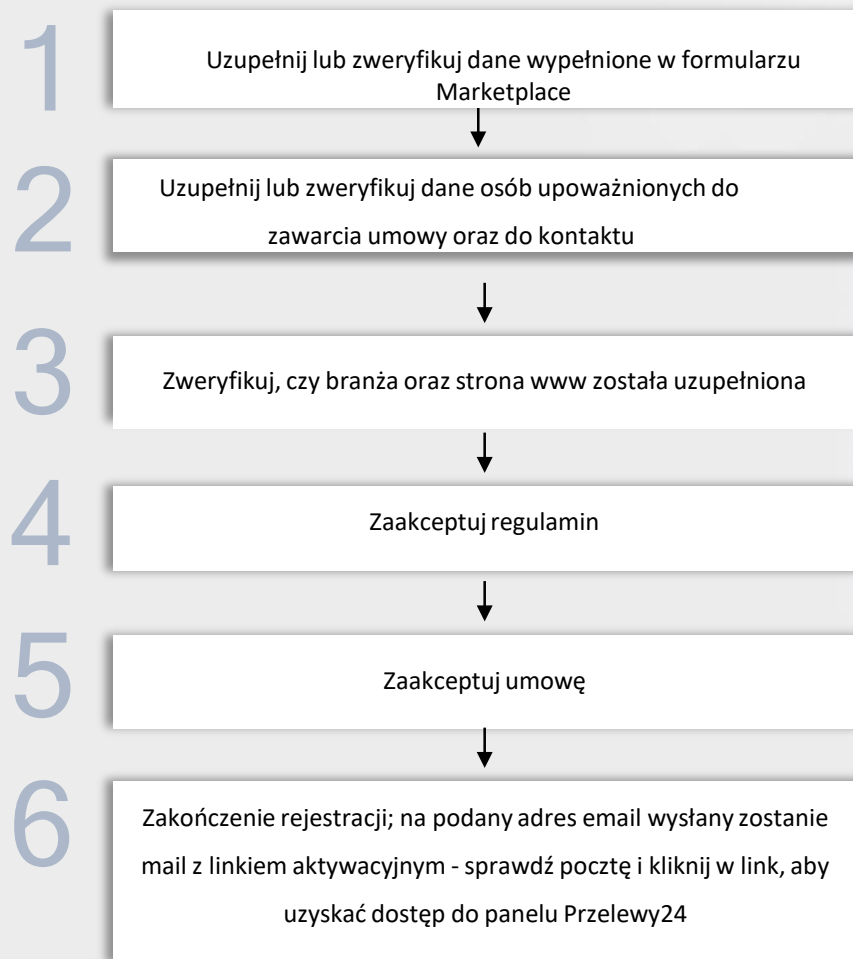 1
Uzupełnij lub zweryfikuj dane wypełnione w formularzu
Marketplace
2
Uzupełnij lub zweryfikuj dane osób upoważnionych do
zawarcia umowy oraz do kontaktu
3
Zweryfikuj, czy branża oraz strona www została uzupełniona
4
Zaakceptuj regulamin
5
Zaakceptuj umowę
6
Zakończenie rejestracji; na podany adres email wysłany zostanie
mail z linkiem aktywacyjnym - sprawdź pocztę i kliknij w link, aby
uzyskać dostęp do panelu Przelewy24